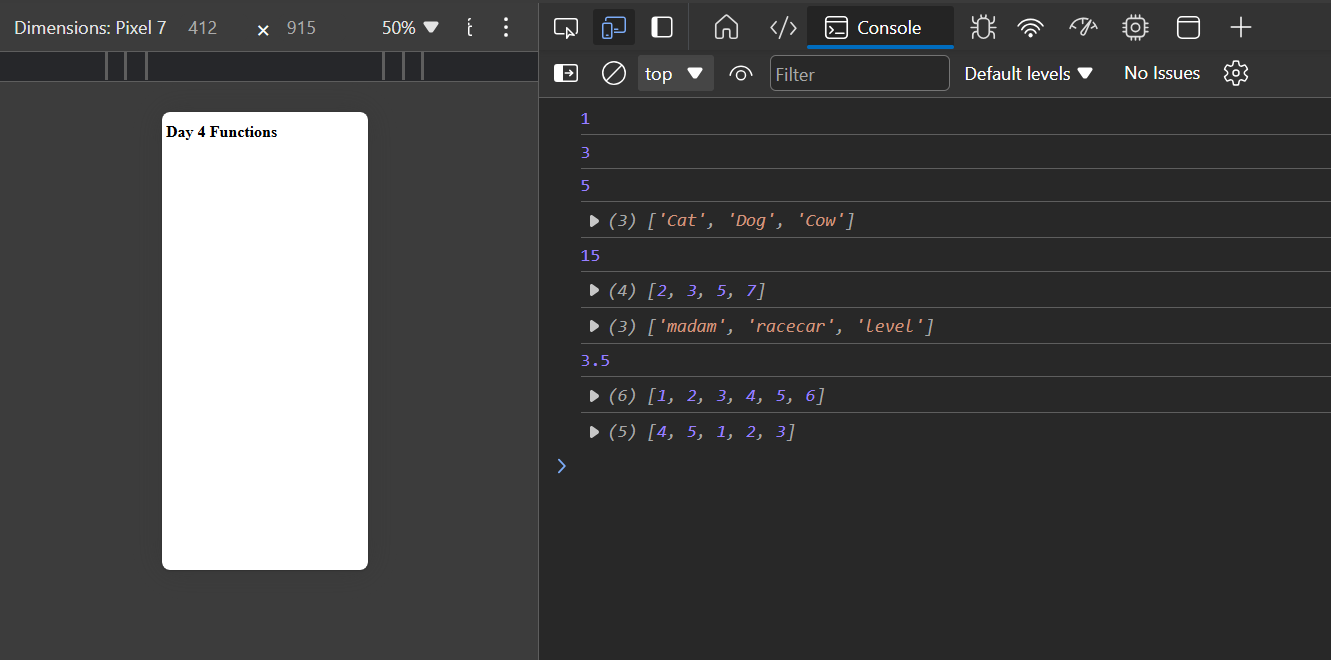 Dimensions: Pixel 7 412 × 915 50%
Console
top Filter Default levels No Issues
Day 4 Functions
1
3
5
(3) ['Cat', 'Dog', 'Cow']
15
(4) [2, 3, 5, 7]
(3) ['madam', 'racecar', 'level']
3.5
(6) [1, 2, 3, 4, 5, 6]
(5) [4, 5, 1, 2, 3]